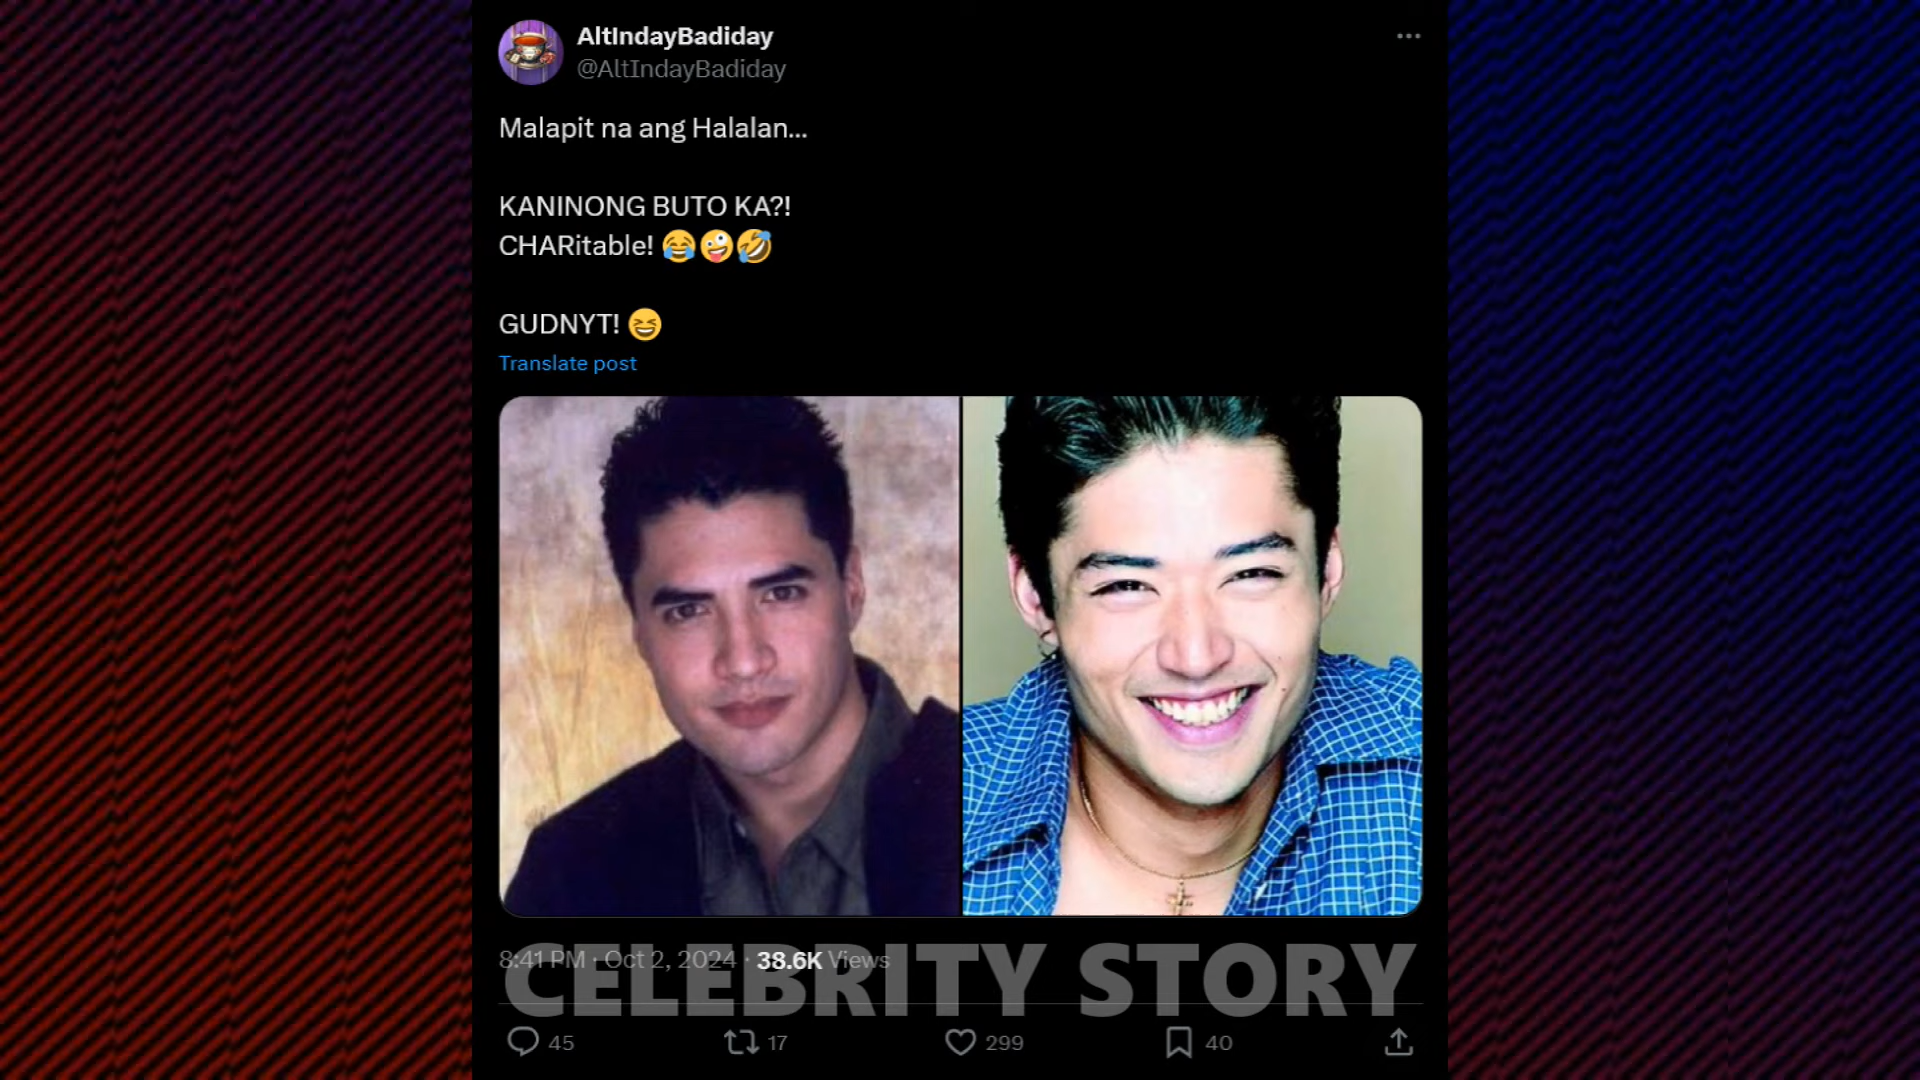 AltIndayBadiday
@AltIndayBadiday
Malapit na ang Halalan...
KANINONG BUTO KA?!
CHARitable! 😂🤪🤣
GUDNYT! 😆
Translate post
8:41 PM · Oct 2, 2024 · 38.6K Views
CELEBRITY STORY
45 17 299 40